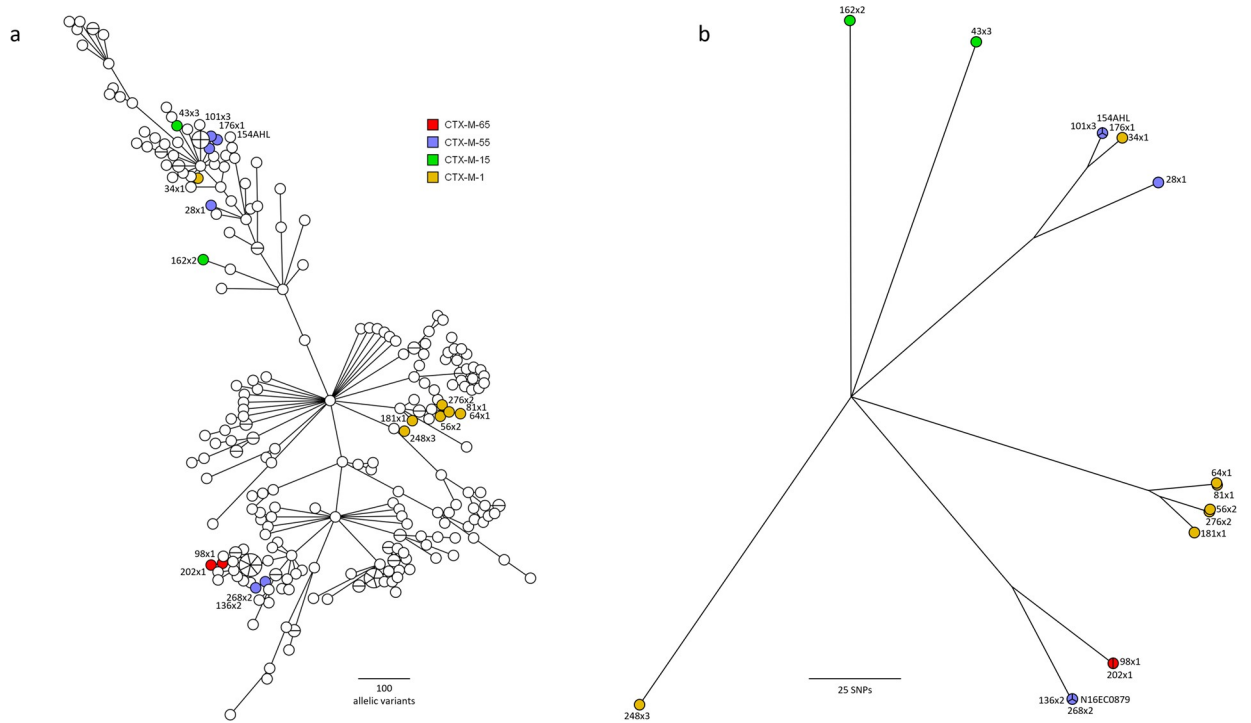 a
43x3
101x3
176x1
154AHL
34x1
28x1
162x2
CTX-M-65
CTX-M-55
CTX-M-15
CTX-M-1
276x2
81x1
64x1
181x1
56x2
248x3
98x1
202x1
268x2
136x2
100
allelic variants
b
162x2
43x3
154AHL
101x3
176x1
34x1
28x1
64x1
81x1
56x2
276x2
181x1
98x1
202x1
136x2
N16EC0879
268x2
248x3
25 SNPs